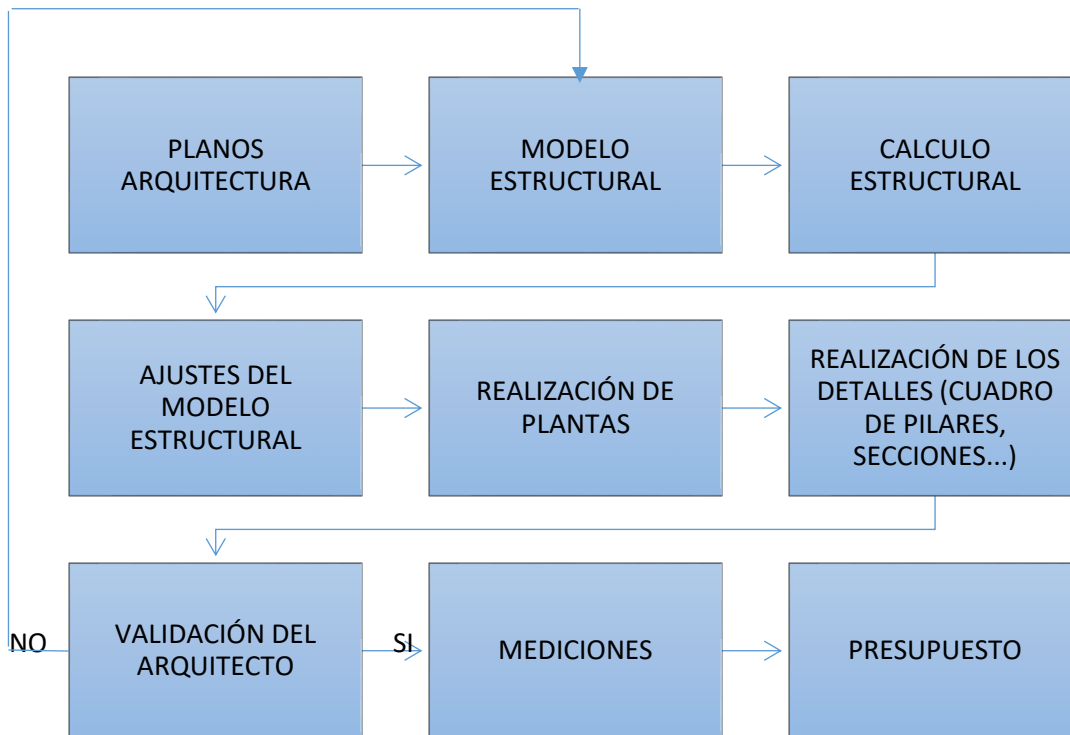 PLANOS
ARQUITECTURA
MODELO
ESTRUCTURAL
CALCULO
ESTRUCTURAL
AJUSTES DEL
MODELO
ESTRUCTURAL
REALIZACIÓN DE
PLANTAS
REALIZACIÓN DE LOS
DETALLES (CUADRO
DE PILARES,
SECCIONES...)
NO
VALIDACIÓN DEL
ARQUITECTO
SI
MEDICIONES
PRESUPUESTO